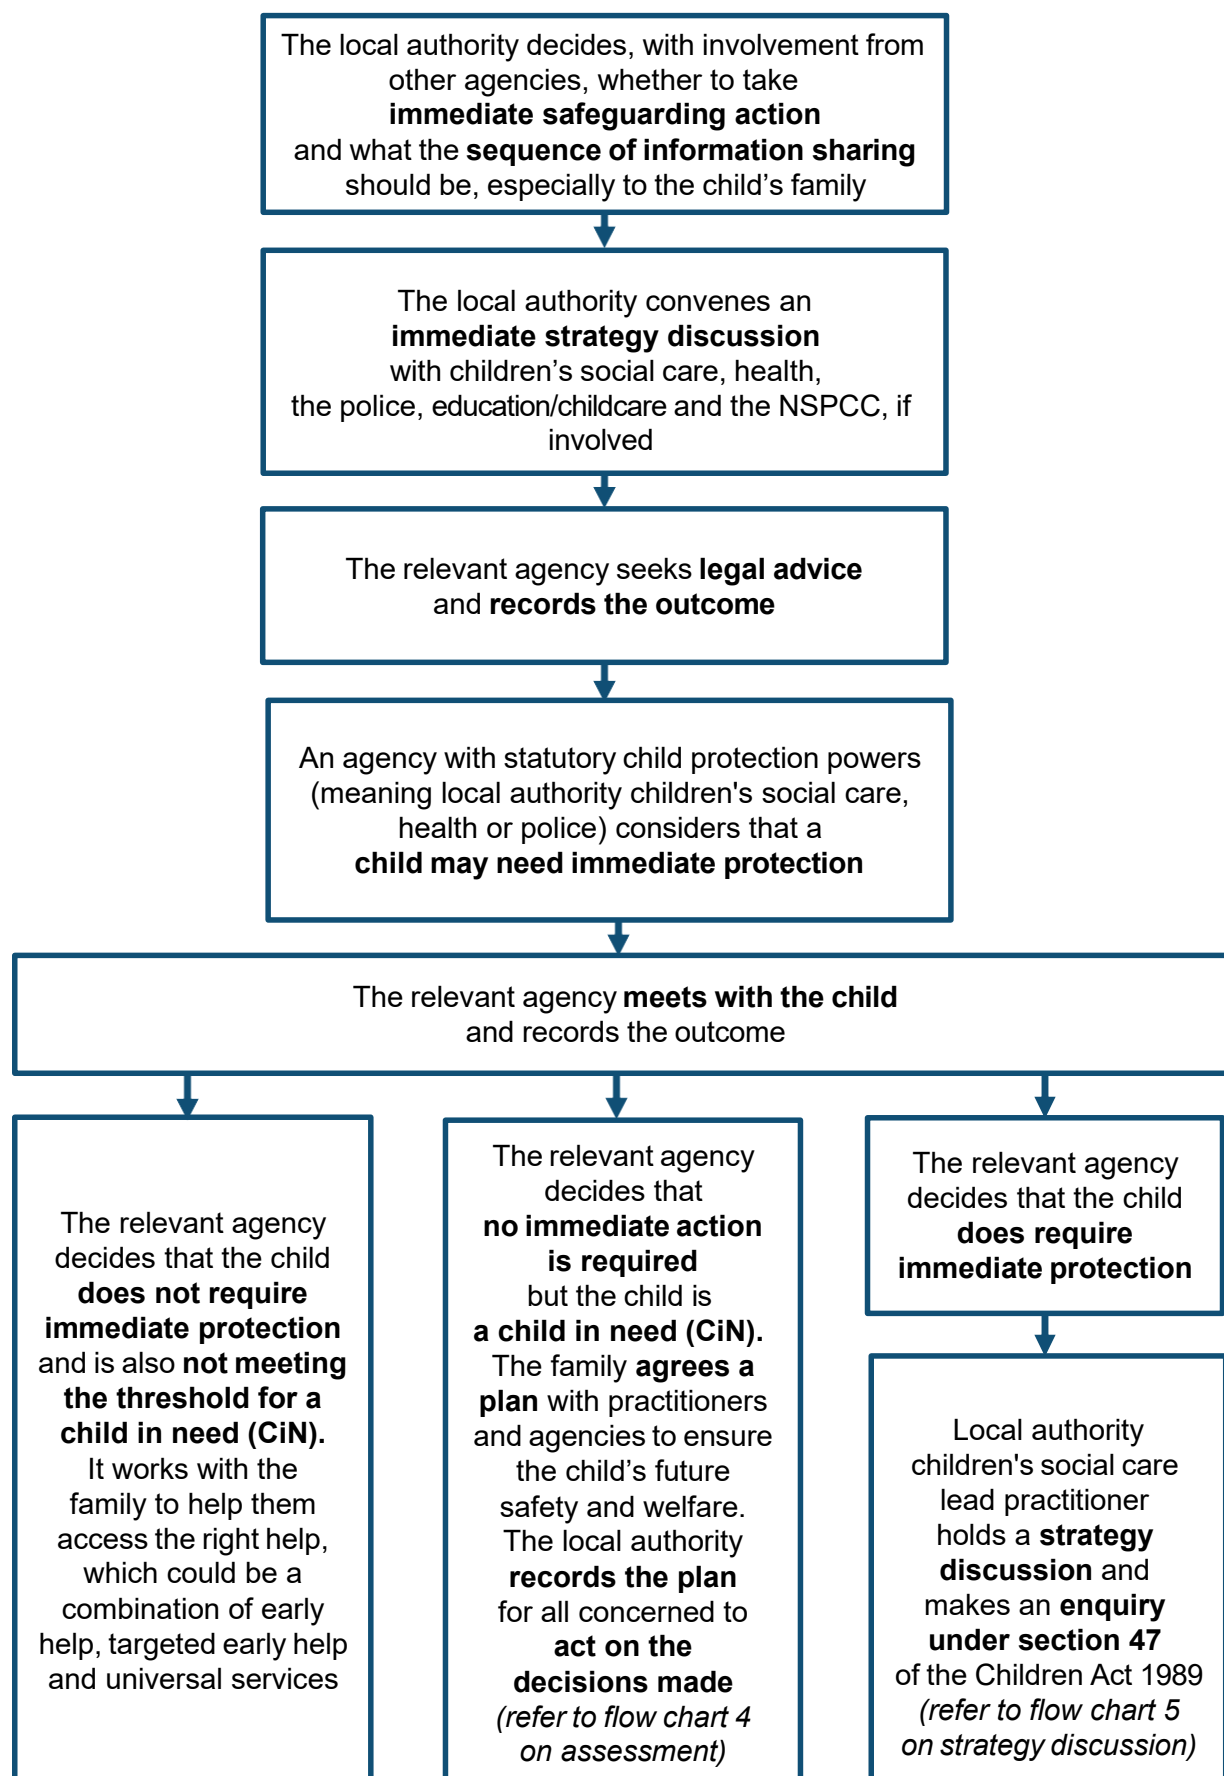 The local authority decides, with involvement from
other agencies, whether to take
immediate safeguarding action
and what the sequence of information sharing
should be, especially to the child’s family
The local authority convenes an
immediate strategy discussion
with children’s social care, health,
the police, education/childcare and the NSPCC, if
involved
The relevant agency seeks legal advice
and records the outcome
An agency with statutory child protection powers
(meaning local authority children's social care,
health or police) considers that a
child may need immediate protection
The relevant agency meets with the child
and records the outcome
The relevant agency
decides that the child
does not require
immediate protection
and is also not meeting
the threshold for a
child in need (CiN).
It works with the
family to help them
access the right help,
which could be a
combination of early
help, targeted early help
and universal services
The relevant agency
decides that
no immediate action
is required
but the child is
a child in need (CiN).
The family agrees a
plan with practitioners
and agencies to ensure
the child’s future
safety and welfare.
The local authority
records the plan
for all concerned to
act on the
decisions made
(refer to flow chart 4
on assessment)
The relevant agency
decides that the child
does require
immediate protection
Local authority
children's social care
lead practitioner
holds a strategy
discussion and
makes an enquiry
under section 47
of the Children Act 1989
(refer to flow chart 5
on strategy discussion)